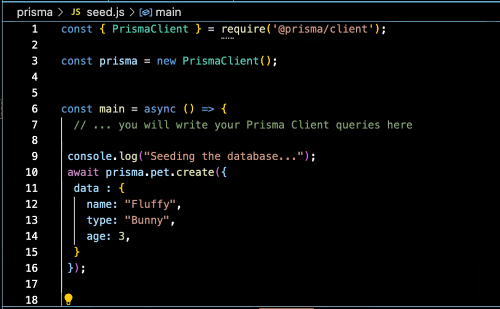 prisma > JS seed.js > main
1 const { PrismaClient } = require('@prisma/client');
2
3 const prisma = new PrismaClient();
4
5
6 const main = async () => {
7 // ... you will write your Prisma Client queries here
8
9 console.log("Seeding the database...");
10 await prisma.pet.create({
11 data : {
12 name: "Fluffy",
13 type: "Bunny",
14 age: 3,
15 }
16 });
17
18